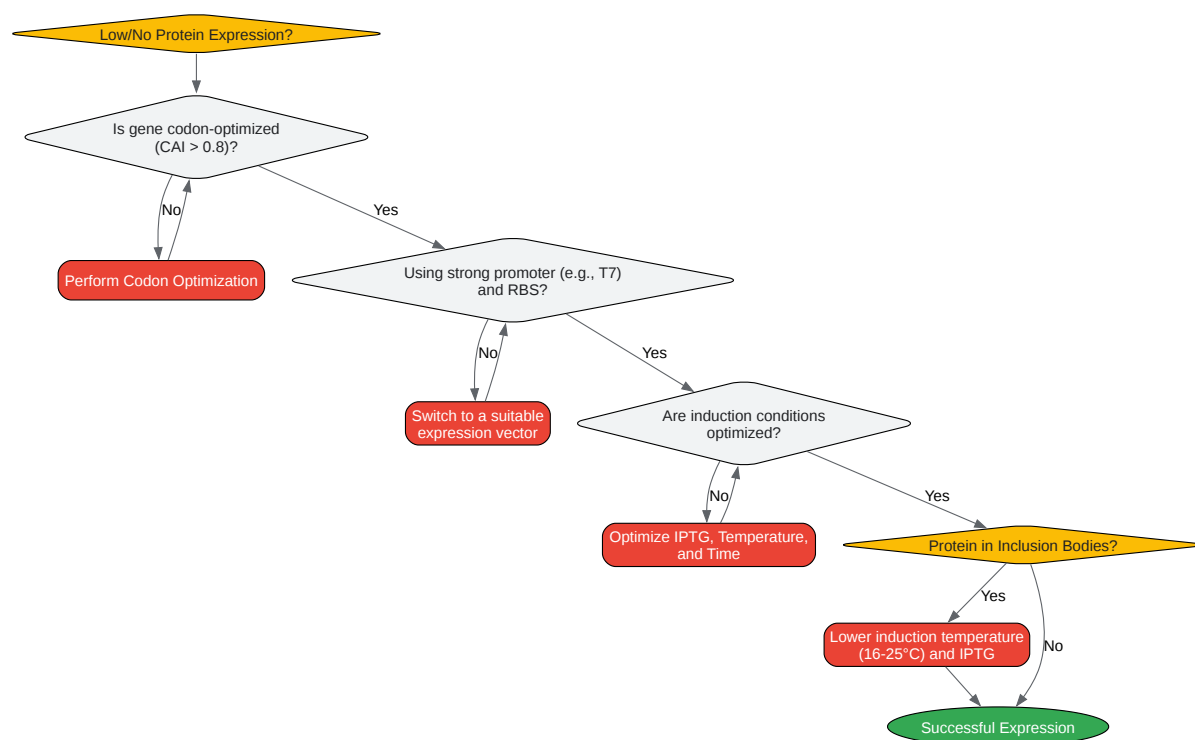 Low/No Protein Expression?
Is gene codon-optimized
(CAI > 0.8)?
No
Yes
Perform Codon Optimization
Using strong promoter (e.g., T7)
and RBS?
No
Yes
Switch to a suitable
expression vector
Are induction conditions
optimized?
No
Yes
Optimize IPTG, Temperature,
and Time
Protein in Inclusion Bodies?
Yes
No
Lower induction temperature
(16-25°C) and IPTG
Successful Expression